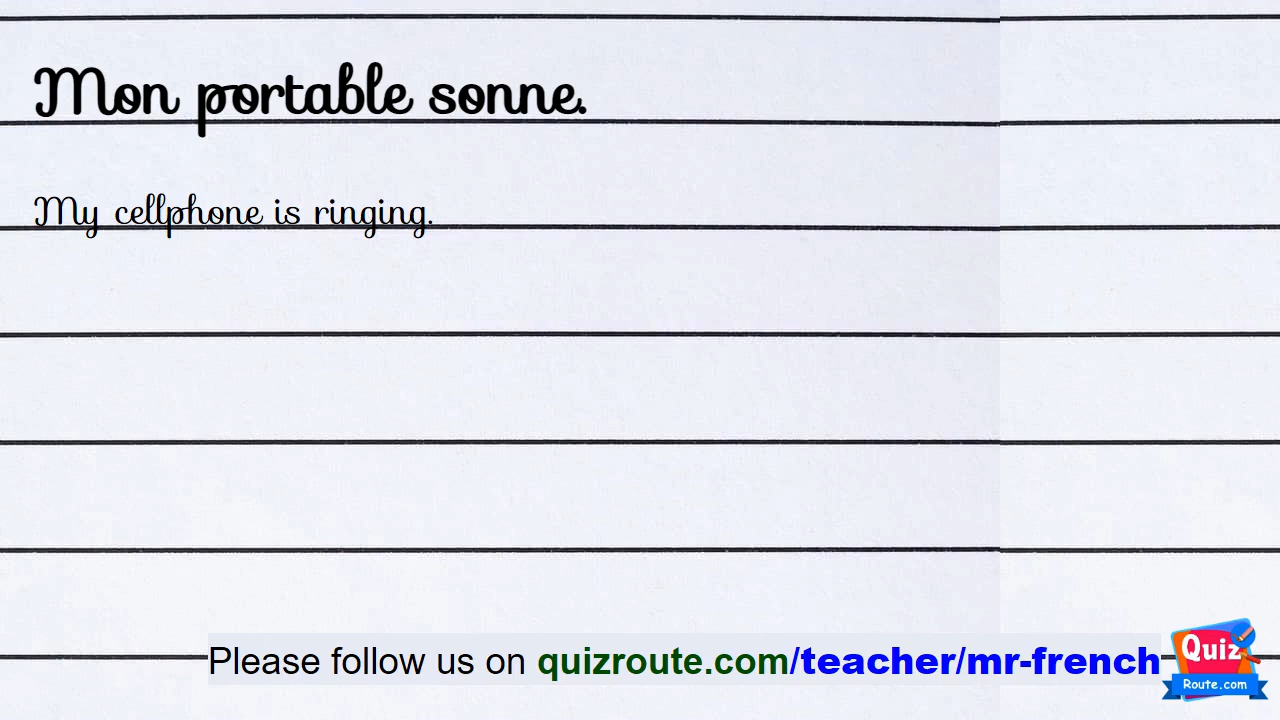 Mon portable sonne.
My cellphone is ringing.
Please follow us on quizroute.com/teacher/mr-french
Quiz
Route.com